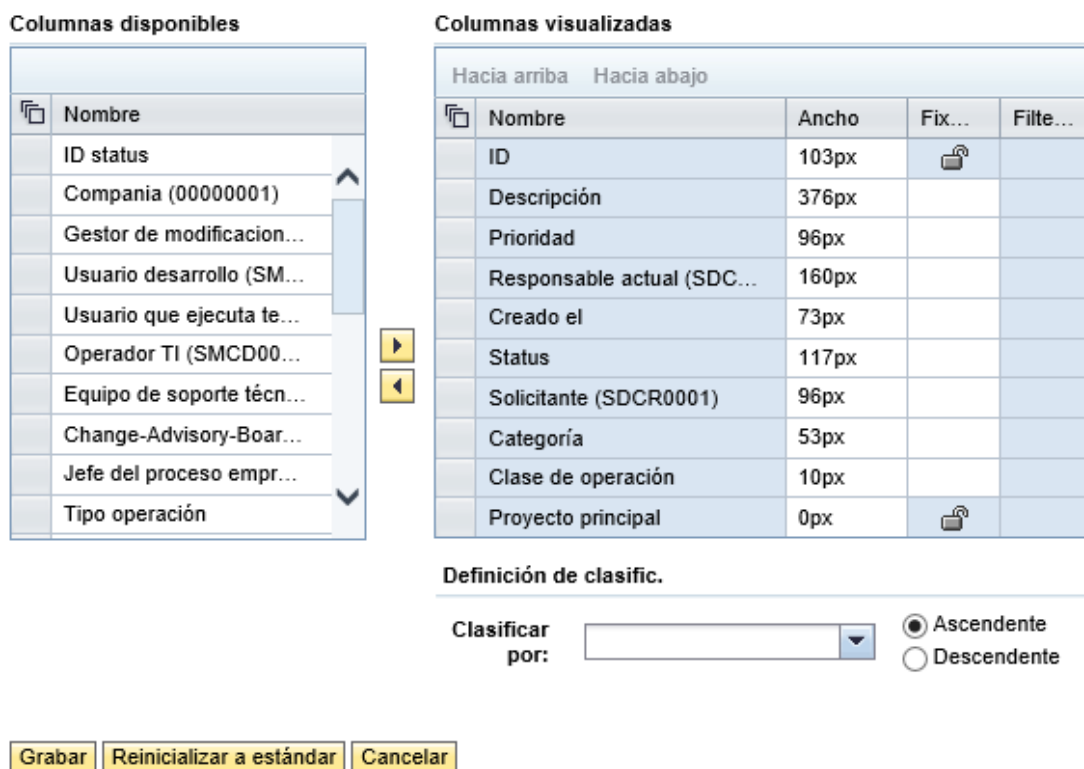 Columnas disponibles
Nombre
ID status
Compania (00000001)
Gestor de modificacion...
Usuario desarrollo (SM...
Usuario que ejecuta te...
Operador TI (SMCD00...
Equipo de soporte técn...
Change-Advisory-Boar...
Jefe del proceso empr...
Tipo operación
Columnas visualizadas
Hacia arriba Hacia abajo
Nombre Ancho Fix... Filte...
ID 103px
Descripción 376px
Prioridad 96px
Responsable actual (SDC... 160px
Creado el 73px
Status 117px
Solicitante (SDCR0001) 96px
Categoría 53px
Clase de operación 10px
Proyecto principal 0px
Definición de clasific.
Clasificar
por:
Ascendente
Descendente
Grabar Reinicializar a estándar Cancelar